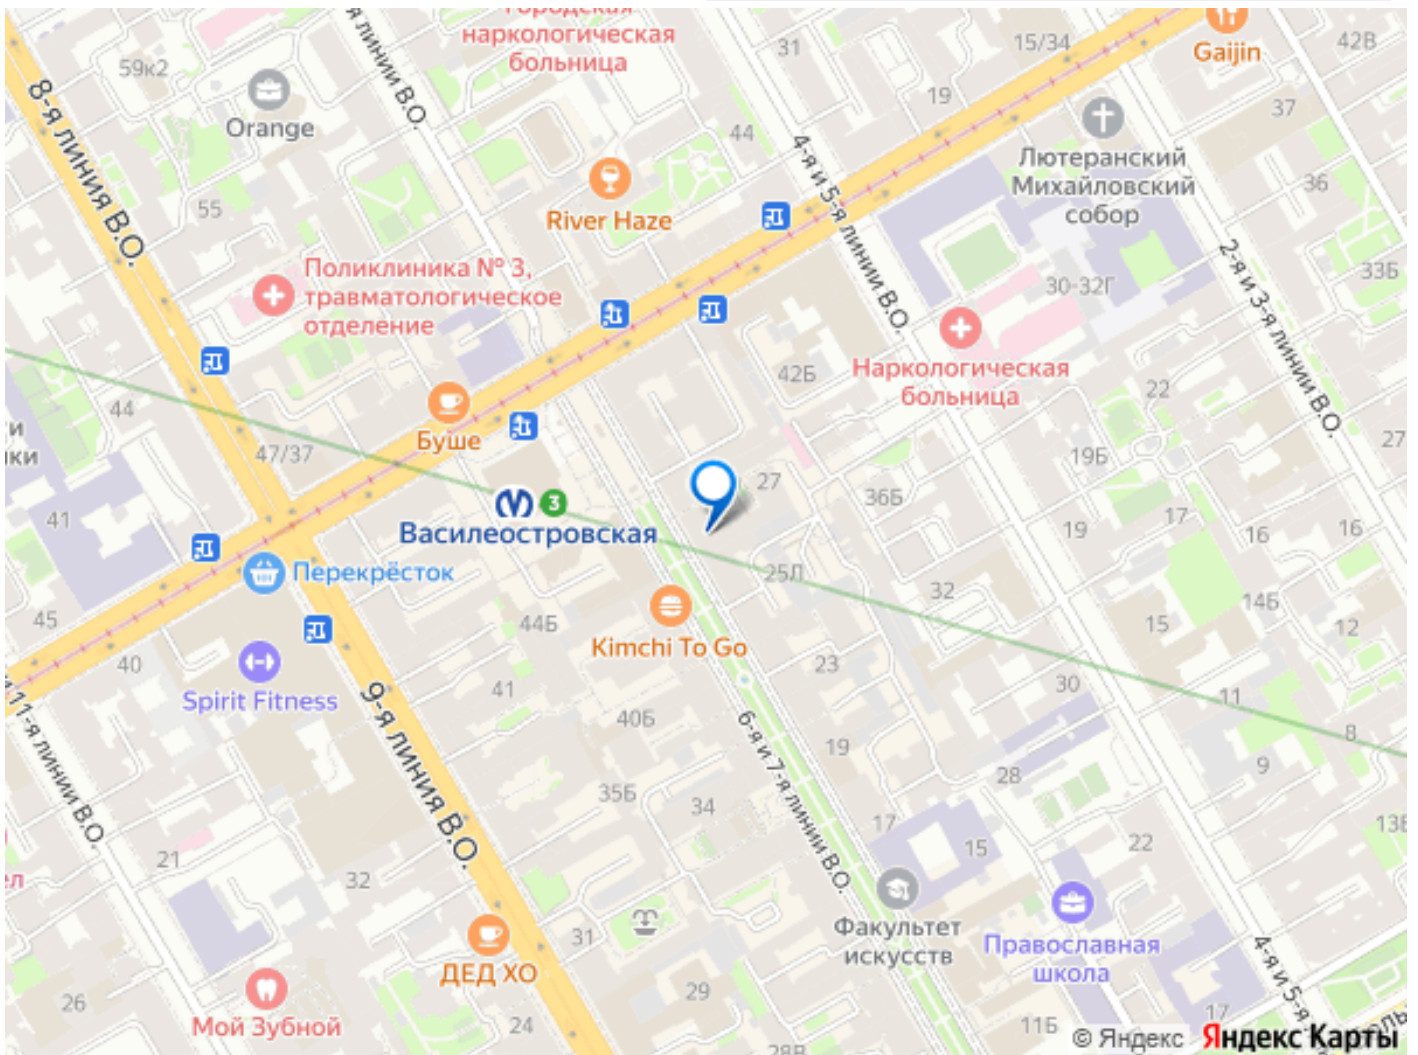 Городская
наркологическая
больница
31
15/34
Gaijin
42В
59к2
я линии В.О.
8-я линия В.О.
Orange
19
37
44
4-я и 5-я линии В.О.
Лютеранский
Михайловский
собор
36
River Haze
55
2-я и 3-я линии В.О.
33Б
Поликлиника № 3,
травматологическое
отделение
30-32Г
Наркологическая
больница
42Б
22
44
Буше
47/37
27
19Б
27
3
Василеостровская
36Б
17
41
19
16
16
Перекрёсток
25Л
32
14Б
45
44Б
Kimchi To Go
15
12
40
23
Spirit Fitness
41
30
11
9-я линия В.О.
40Б
6-я и 7-я линии В.О.
19
8
11-я линии В.О.
28
9
35Б
34
17
15
22
13Б
21
32
Факультет
искусств
31
Православная
школа
4-я и 5-я
ДЕД ХО
26
Мой Зубной
29
24
28В
11Б
17
© Яндекс Яндекс Карты